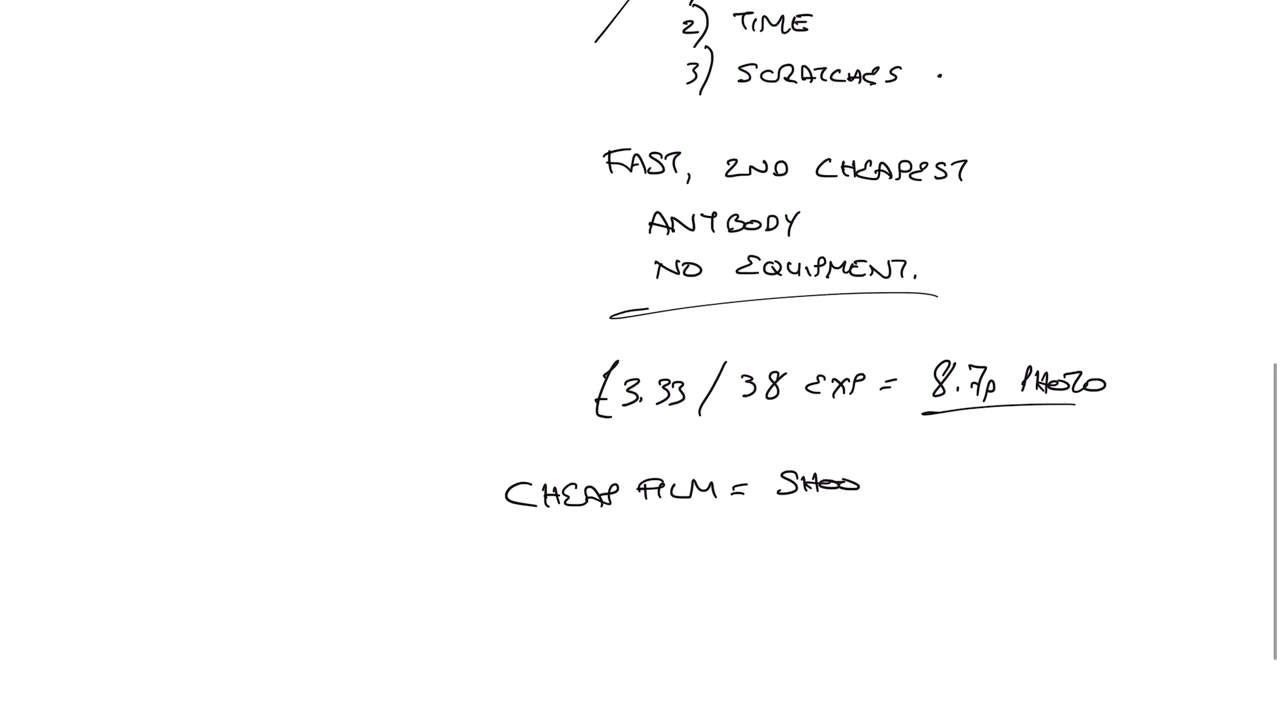 2) TIME
3) SCRATCHES .
FAST, 2ND CHEAPEST
ANYBODY
NO EQUIPMENT.
£3.33 / 38 EXP = 8.7p PHOTO
CHEAP FILM = SHOO